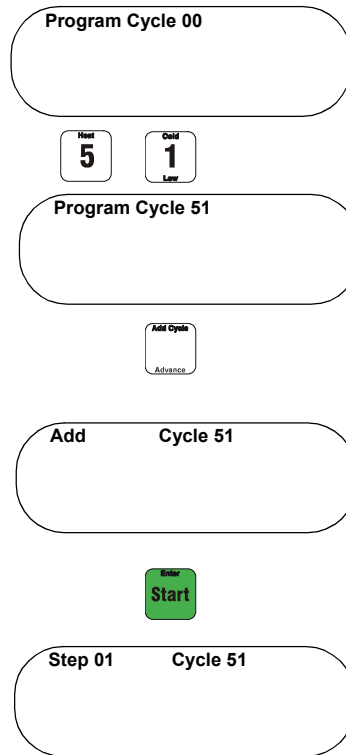 Program Cycle 00
Heat Cold
5 1
Low
Program Cycle 51
Add Cycle
Advance
Add Cycle 51
Enter
Start
Step 01 Cycle 51